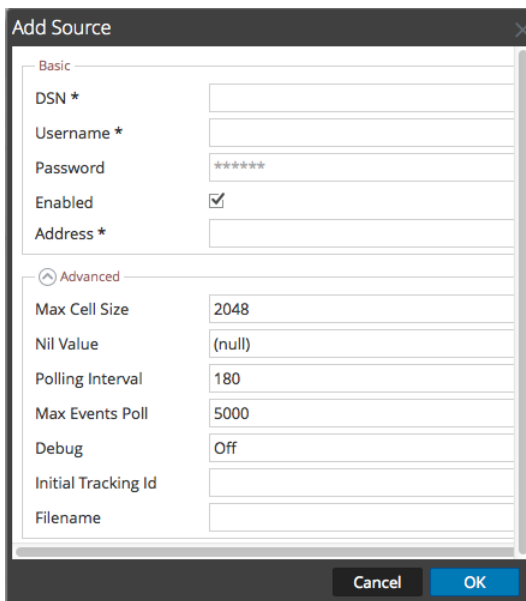 Add Source
Basic
DSN *
Username *
Password ******
Enabled
Address *
Advanced
Max Cell Size 2048
Nil Value (null)
Polling Interval 180
Max Events Poll 5000
Debug Off
Initial Tracking Id
Filename
Cancel OK